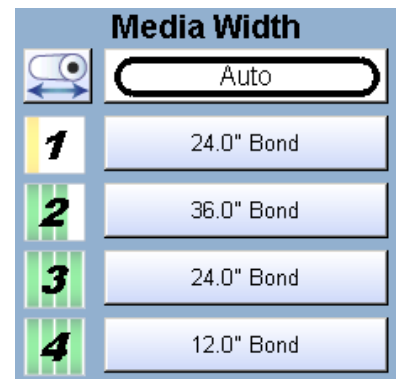 Media Width
Auto
1 24.0" Bond
2 36.0" Bond
3 24.0" Bond
4 12.0" Bond